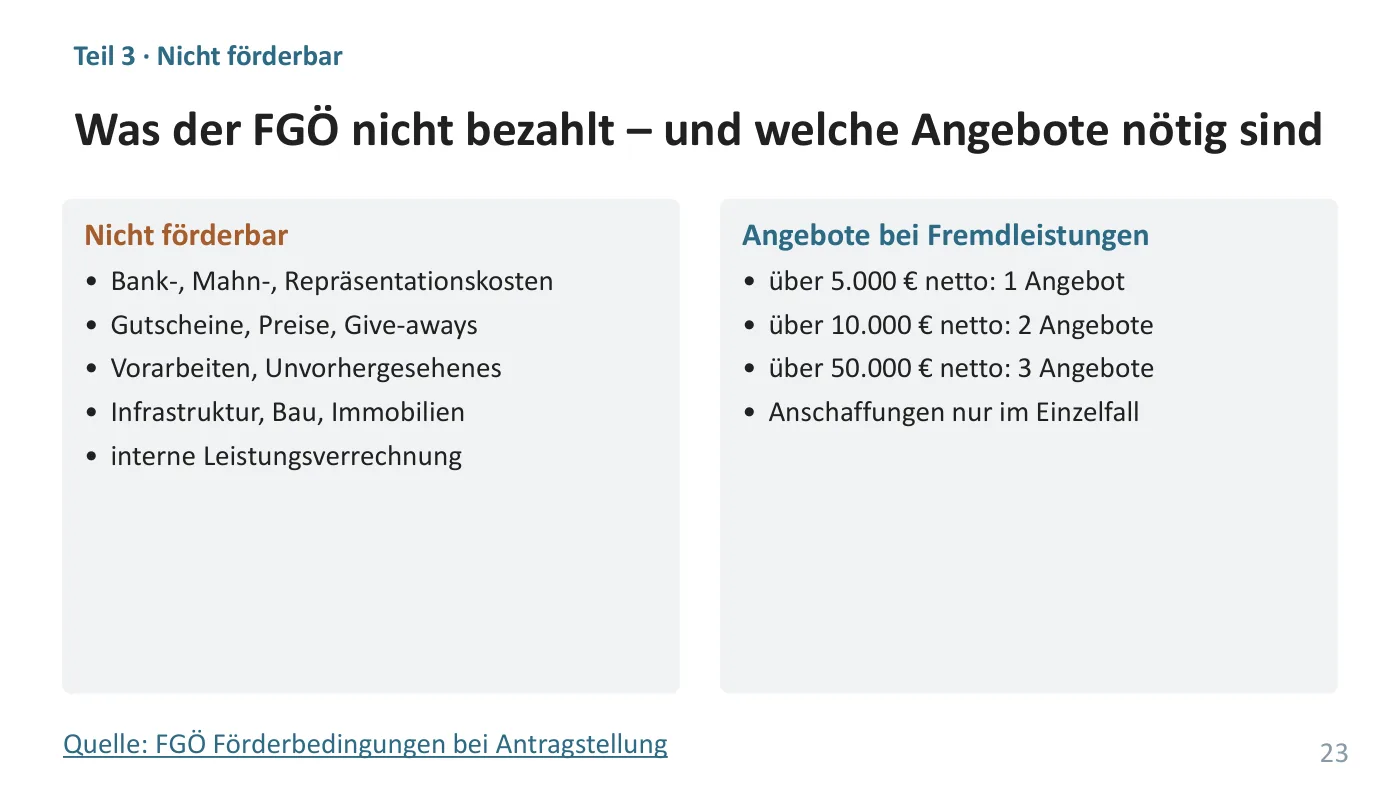 Teil 3 · Nicht förderbar
Was der FGÖ nicht bezahlt – und welche Angebote nötig sind
Nicht förderbar
• Bank-, Mahn-, Repräsentationskosten
• Gutscheine, Preise, Give-aways
• Vorarbeiten, Unvorhergesehenes
• Infrastruktur, Bau, Immobilien
• interne Leistungsverrechnung
Angebote bei Fremdleistungen
• über 5.000 € netto: 1 Angebot
• über 10.000 € netto: 2 Angebote
• über 50.000 € netto: 3 Angebote
• Anschaffungen nur im Einzelfall
Quelle: FGÖ Förderbedingungen bei Antragstellung
23